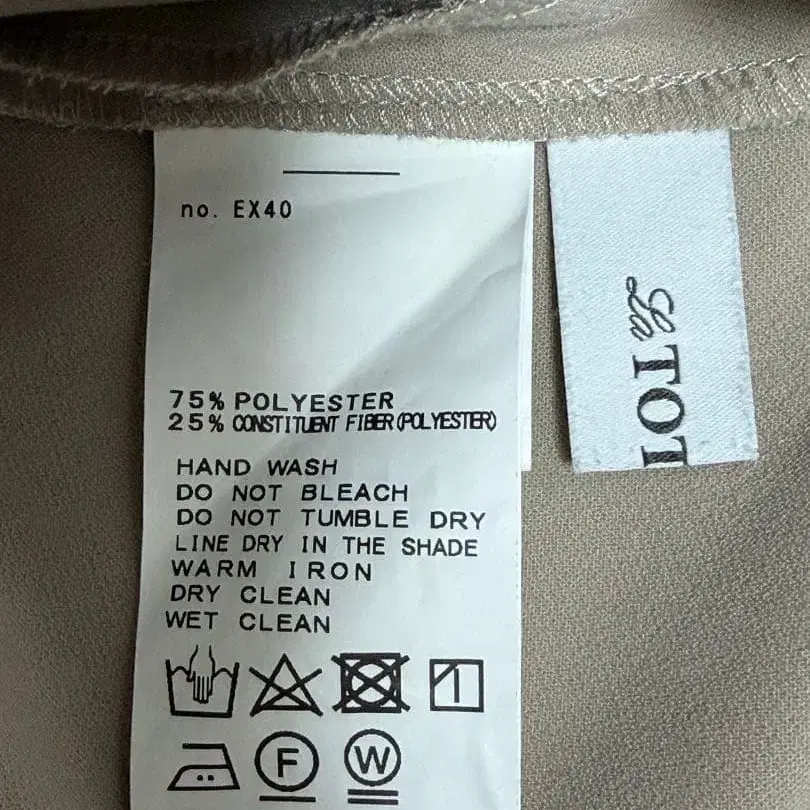 no. EX40
75% POLYESTER
25% CONSTITUENT FIBER(POLYESTER)
HAND WASH
DO NOT BLEACH
DO NOT TUMBLE DRY
LINE DRY IN THE SHADE
WARM IRON
DRY CLEAN
WET CLEAN
F
W
La TOT